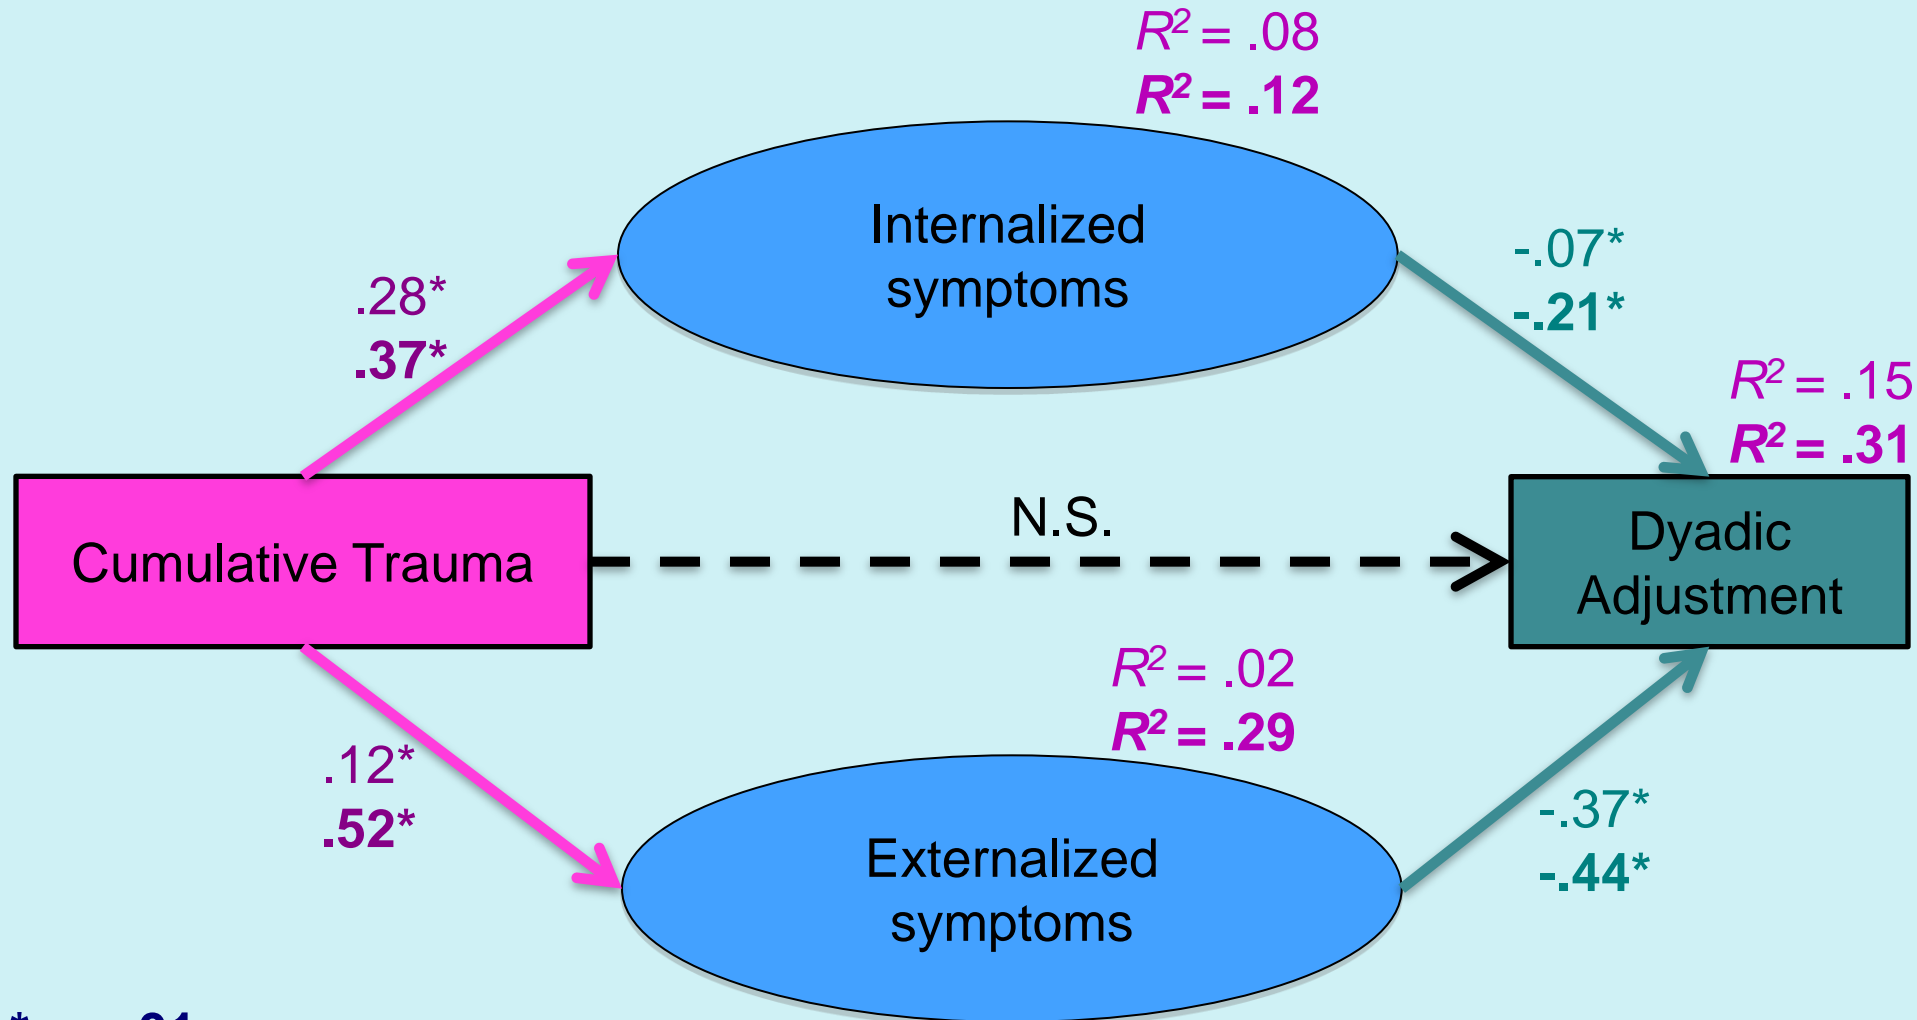 R² = .08
R² = .12
Internalized
symptoms
.28*
.37*
-.07*
-.21*
R² = .15
R² = .31
Cumulative Trauma
N.S.
Dyadic
Adjustment
R² = .02
R² = .29
.12*
.52*
Externalized
symptoms
-.37*
-.44*